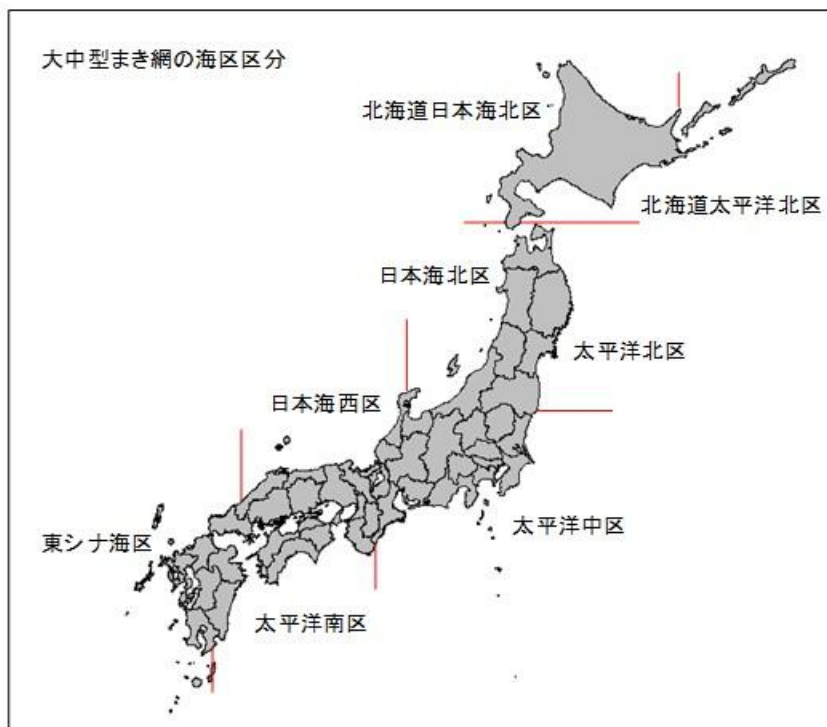 大中型まき網の海区区分
北海道日本海北区
北海道太平洋北区
日本海北区
太平洋北区
日本海西区
太平洋中区
東シナ海区
太平洋南区